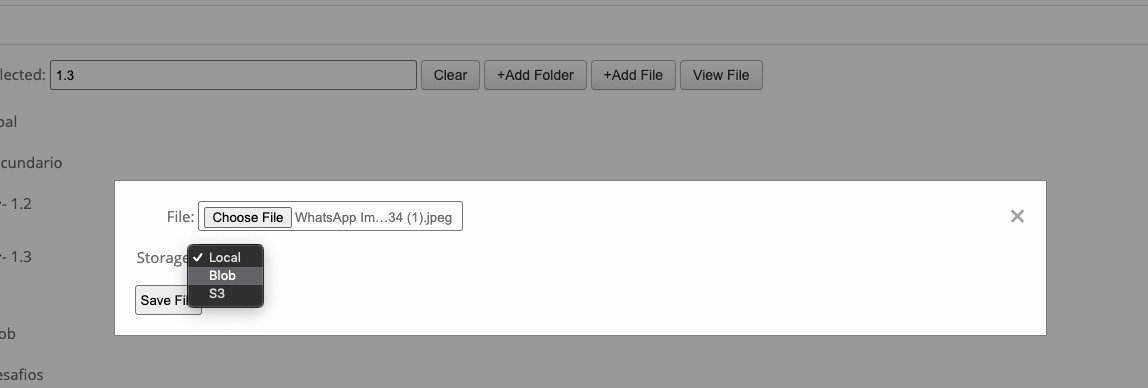 lected: 1.3 Clear +Add Folder +Add File View File
pal
cundario
- 1.2
File: Choose File WhatsApp Im...34 (1).jpeg ×
- 1.3
Storage ✓ Local
Blob
S3
Save Fil
ob
esafios